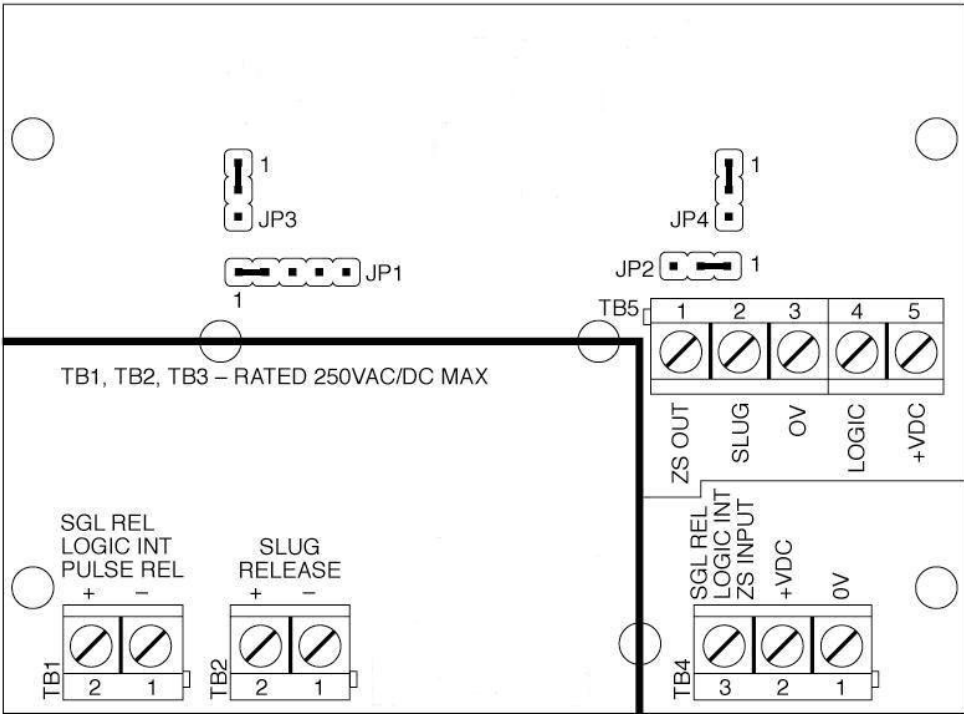 1
1
JP3
JP4
JP1
1
JP2
1
TB5
1 2 3 4 5
ZS OUT
SLUG
OV
LOGIC
+VDC
TB1, TB2, TB3 – RATED 250VAC/DC MAX
SGL REL
LOGIC INT
PULSE REL
+ –
TB1
2 1
SLUG
RELEASE
+ –
TB2
2 1
SGL REL
LOGIC INT
ZS INPUT
+VDC
0V
TB4
3 2 1